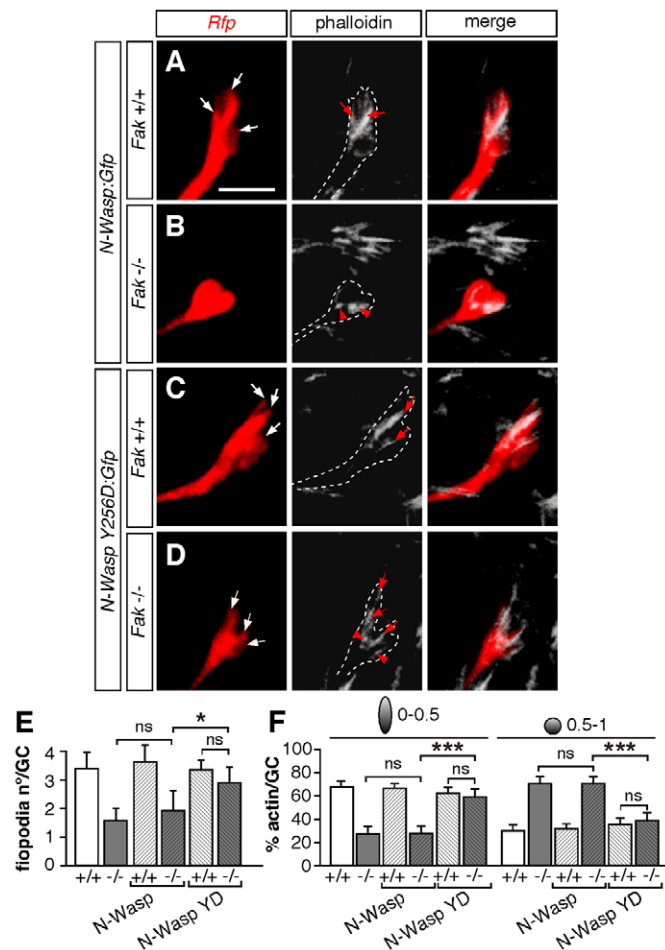 Rfp phalloidin merge
N-Wasp:Gfp
Fak +/+
A
Fak -/-
B
N-Wasp Y256D:Gfp
Fak +/+
C
Fak -/-
D
E
fiopodia nº/GC
4
3
2
1
0
ns
*
ns
+/+ -/- +/+ -/- +/+ -/-
N-Wasp
N-Wasp YD
F
0-0.5
0.5-1
% actin/GC
100
80
60
40
20
0
ns
***
ns
ns
***
ns
+/+ -/- +/+ -/- +/+ -/- +/+ -/- +/+ -/- +/+ -/-
N-Wasp
N-Wasp YD
N-Wasp
N-Wasp YD